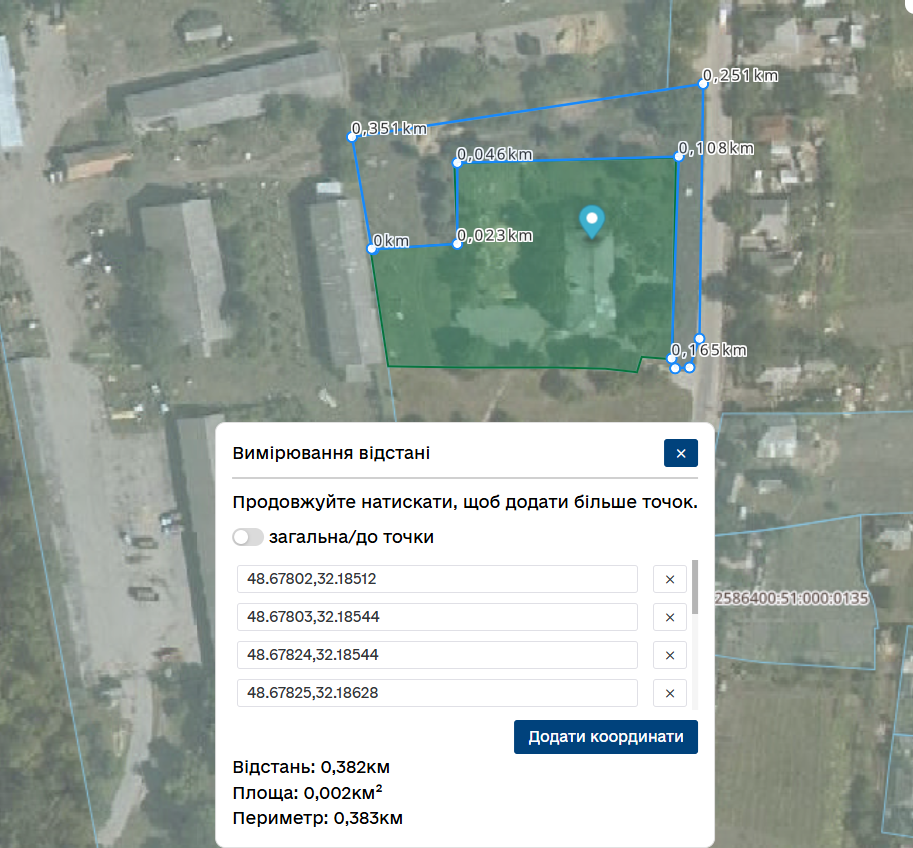 0,251km
0,351km
0,108km
0,046km
0km
0,023km
0,165km
Вимірювання відстані
×
Продовжуйте натискати, щоб додати більше точок.
загальна/до точки
48.67802,32.18512 ×
48.67803,32.18544 ×
2586400:51:000:0135
48.67824,32.18544 ×
48.67825,32.18628 ×
Додати координати
Відстань: 0,382км
Площа: 0,002км²
Периметр: 0,383км